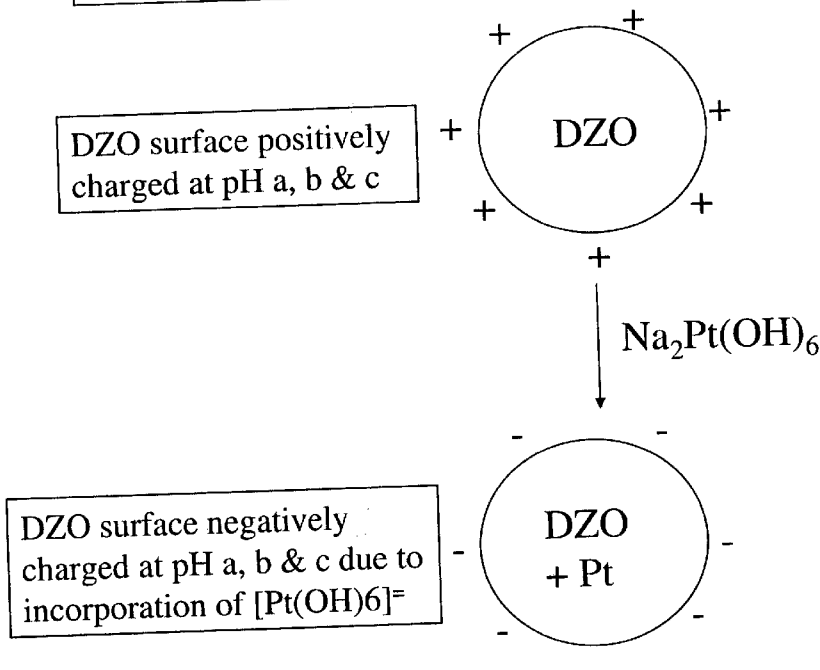 + +
DZO surface positively
charged at pH a, b & c
+ DZO +
+ +
+
Na₂Pt(OH)₆
- -
DZO surface negatively
charged at pH a, b & c due to
incorporation of [Pt(OH)6]⁼
- DZO -
+ Pt
- -